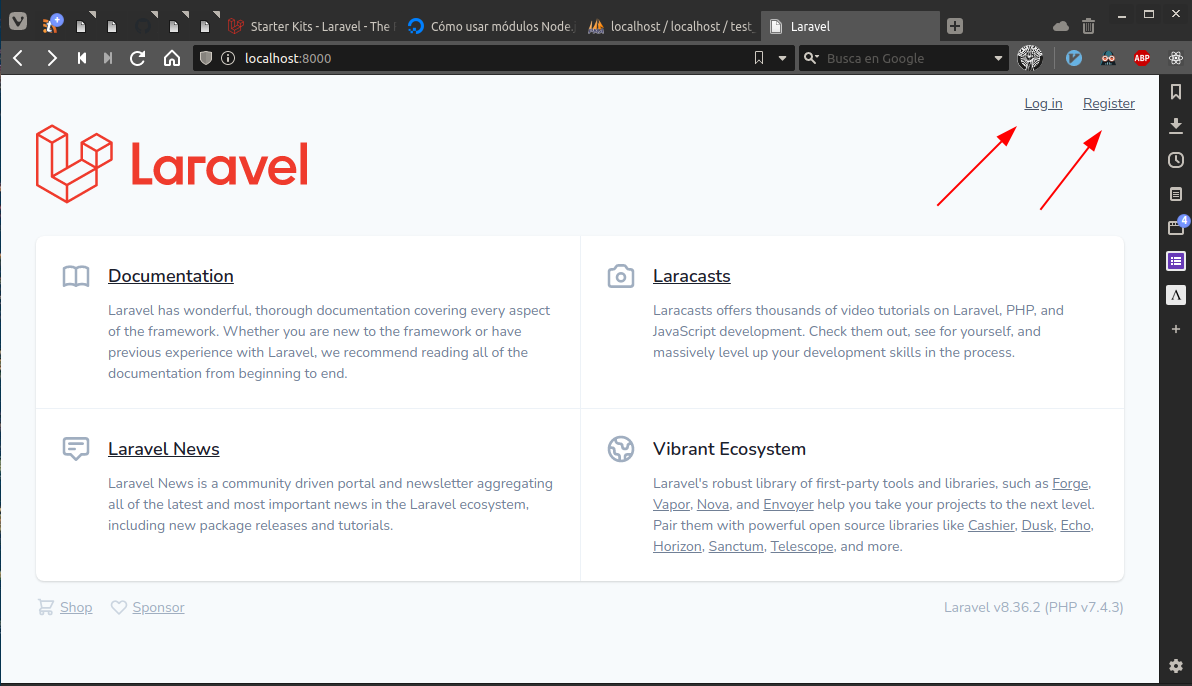 Starter Kits - Laravel - The
Cómo usar módulos Node.
localhost / localhost / test_
Laravel
localhost:8000
Busca en Google
ABP
Log in
Register
Laravel
4
Documentation
Laravel has wonderful, thorough documentation covering every aspect
of the framework. Whether you are new to the framework or have
previous experience with Laravel, we recommend reading all of the
documentation from beginning to end.
Laracasts
Laracasts offers thousands of video tutorials on Laravel, PHP, and
JavaScript development. Check them out, see for yourself, and
massively level up your development skills in the process.
Laravel News
Laravel News is a community driven portal and newsletter aggregating
all of the latest and most important news in the Laravel ecosystem,
including new package releases and tutorials.
Vibrant Ecosystem
Laravel's robust library of first-party tools and libraries, such as Forge,
Vapor, Nova, and Envoyer help you take your projects to the next level.
Pair them with powerful open source libraries like Cashier, Dusk, Echo,
Horizon, Sanctum, Telescope, and more.
Shop
Sponsor
Laravel v8.36.2 (PHP v7.4.3)